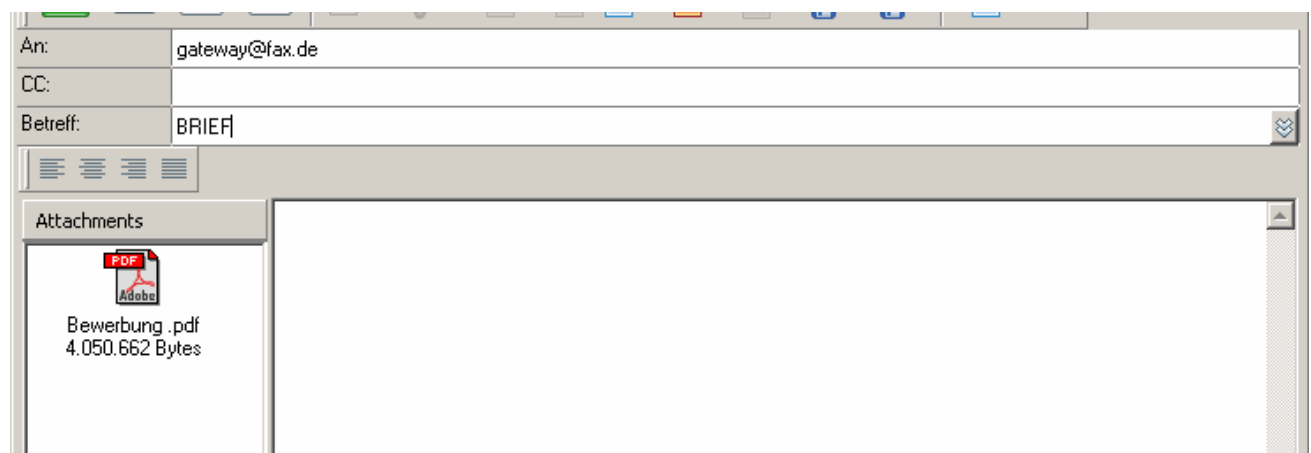 An:
gateway@fax.de
CC:
Betreff:
BRIEF
Attachments
PDF
Adobe
Bewerbung .pdf
4.050.662 Bytes